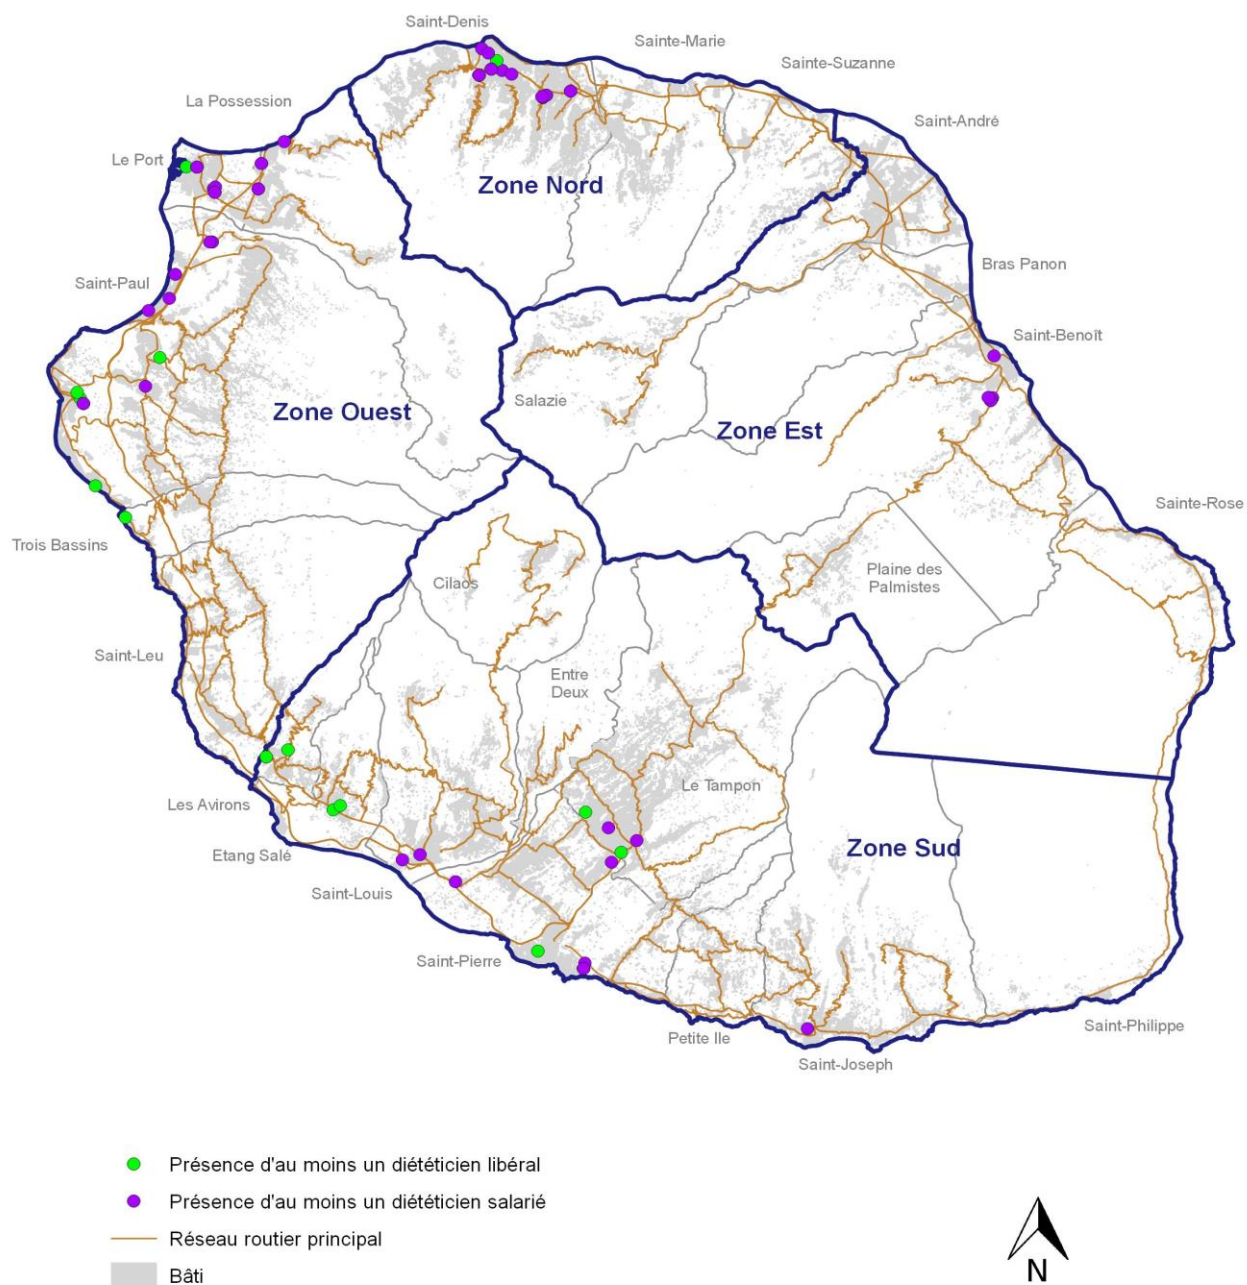 Saint-Denis
Sainte-Marie
Sainte-Suzanne
La Possession
Saint-André
Le Port
Zone Nord
Bras Panon
Saint-Paul
Saint-Benoît
Salazie
Zone Ouest
Zone Est
Sainte-Rose
Trois Bassins
Cilaos
Plaine des
Palmistes
Saint-Leu
Entre
Deux
Le Tampon
Les Avirons
Zone Sud
Etang Salé
Saint-Louis
Saint-Pierre
Saint-Philippe
Petite Ile
Saint-Joseph
Présence d'au moins un diététicien libéral
Présence d'au moins un diététicien salarié
Réseau routier principal
Bâti
N